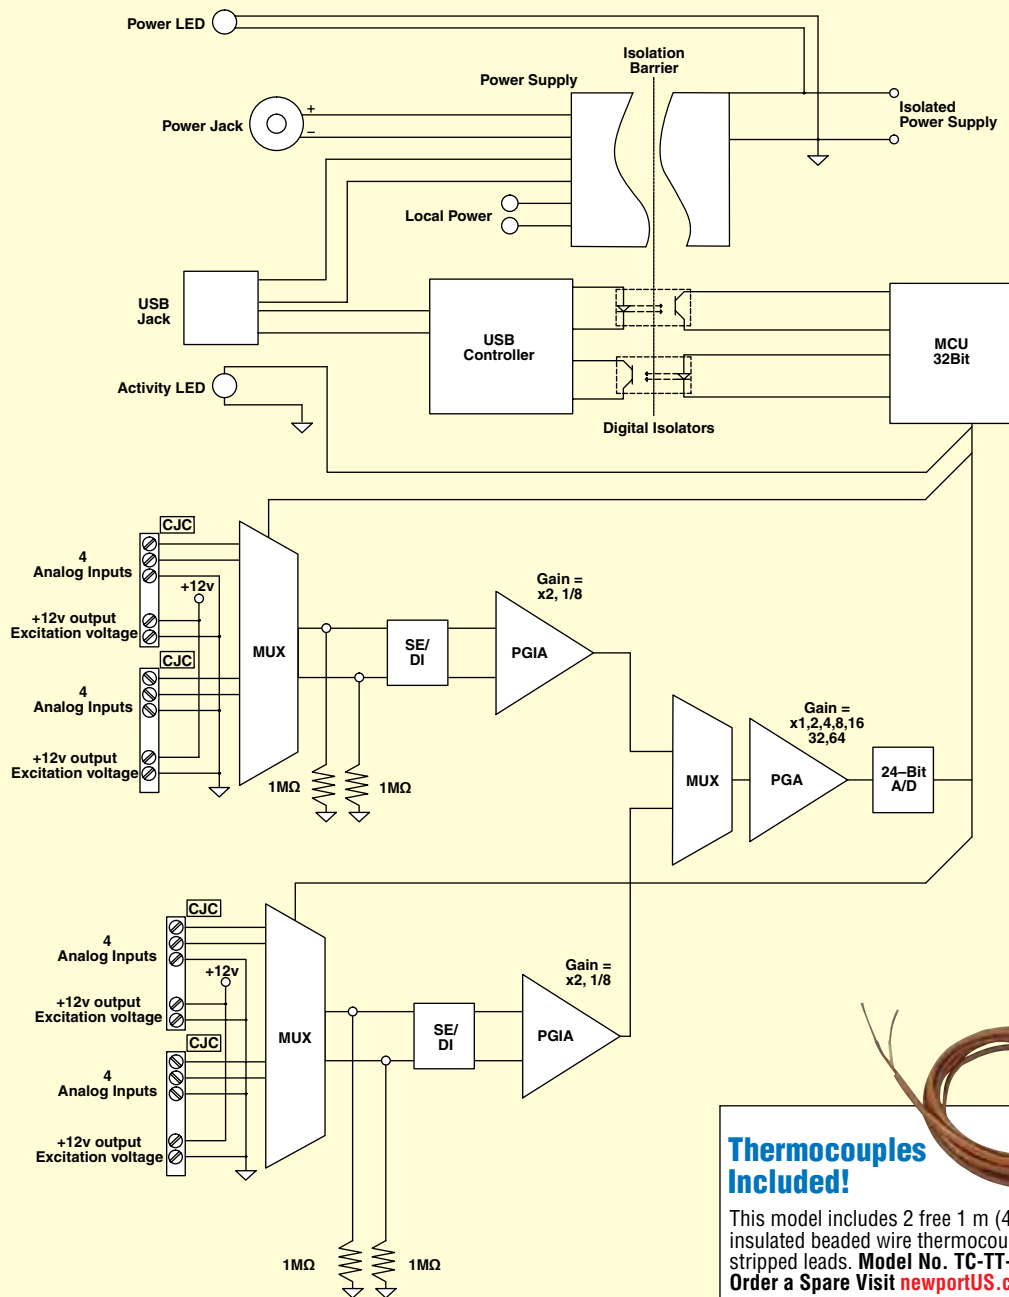 Power LED
Isolation
Barrier
Power Supply
Power Jack
+
–
Isolated
Power Supply
Local Power
USB
Jack
USB
Controller
MCU
32Bit
Activity LED
Digital Isolators
CJC
4
Analog Inputs
+12v
+12v output
Excitation voltage
CJC
4
Analog Inputs
+12v output
Excitation voltage
MUX
SE/
DI
Gain =
x2, 1/8
PGIA
1MΩ
1MΩ
MUX
Gain =
x1,2,4,8,16
32,64
PGA
24–Bit
A/D
CJC
4
Analog Inputs
+12v
+12v output
Excitation voltage
CJC
4
Analog Inputs
+12v output
Excitation voltage
MUX
SE/
DI
Gain =
x2, 1/8
PGIA
1MΩ
1MΩ
Thermocouples
Included!
This model includes 2 free 1 m (4
insulated beaded wire thermocou
stripped leads. Model No. TC-TT-
Order a Spare Visit newportUS.c